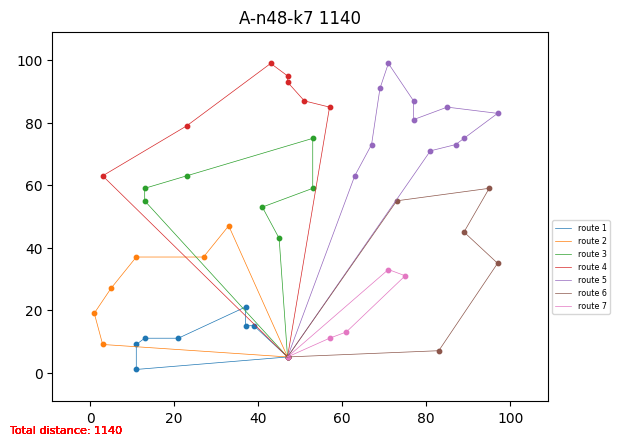 A-n48-k7 1140
100
80
60
40
20
0
0 20 40 60 80 100
route 1
route 2
route 3
route 4
route 5
route 6
route 7
Total distance: 1140